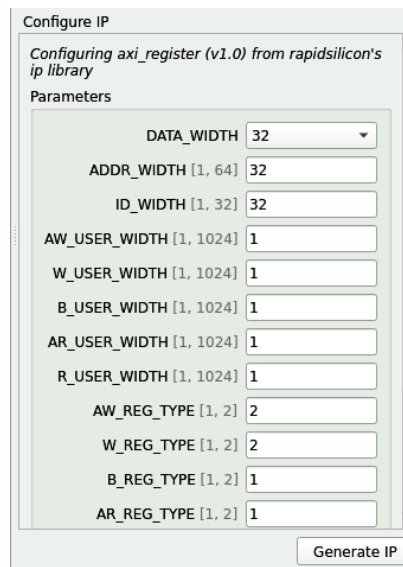 Configure IP
Configuring axi_register (v1.0) from rapidsilicon's
ip library
Parameters
DATA_WIDTH 32
ADDR_WIDTH [1, 64] 32
ID_WIDTH [1, 32] 32
AW_USER_WIDTH [1, 1024] 1
W_USER_WIDTH [1, 1024] 1
B_USER_WIDTH [1, 1024] 1
AR_USER_WIDTH [1, 1024] 1
R_USER_WIDTH [1, 1024] 1
AW_REG_TYPE [1, 2] 2
W_REG_TYPE [1, 2] 2
B_REG_TYPE [1, 2] 1
AR_REG_TYPE [1, 2] 1
Generate IP